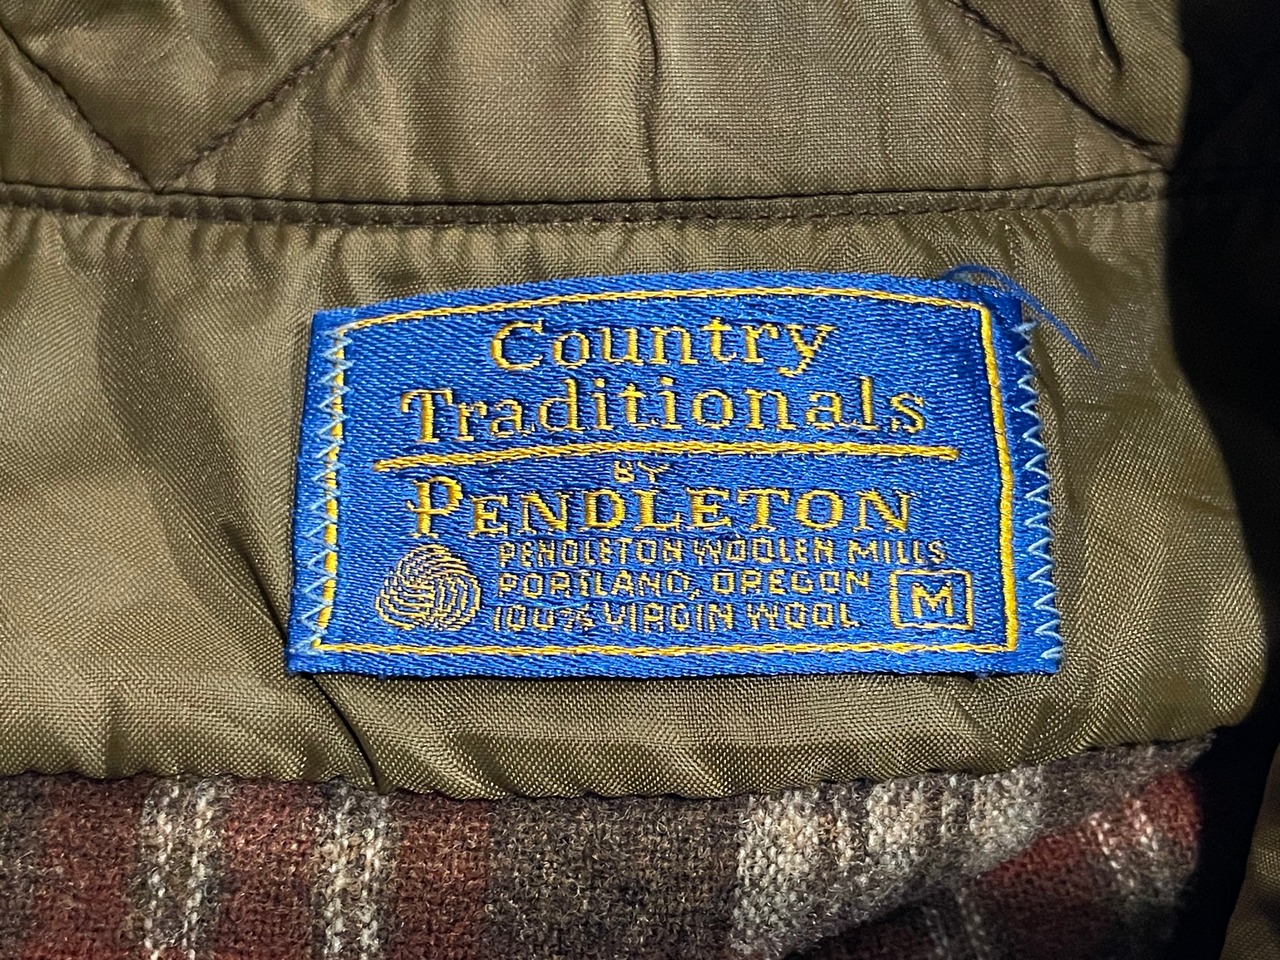 Country
Traditionals
BY
PENDLETON
PENDLETON WOOLEN MILLS
PORTLAND, OREGON
100% VIRGIN WOOL
M